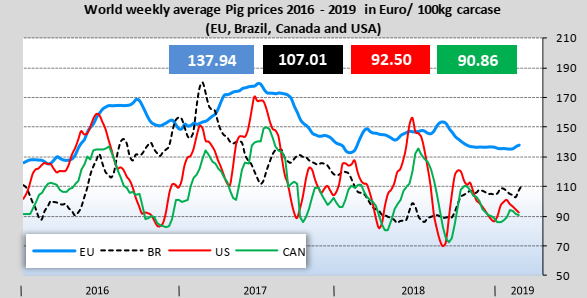 World weekly average Pig prices 2016 - 2019 in Euro/ 100kg carcase
(EU, Brazil, Canada and USA)
137.94 107.01 92.50 90.86
210
190
170
150
130
110
90
70
50
EU BR US CAN
2016 2017 2018 2019